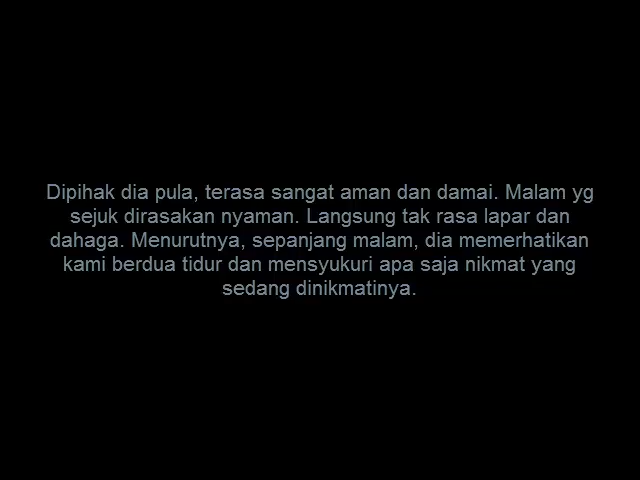 Dipihak dia pula, terasa sangat aman dan damai. Malam yg
sejuk dirasakan nyaman. Langsung tak rasa lapar dan
dahaga. Menurutnya, sepanjang malam, dia memerhatikan
kami berdua tidur dan mensyukuri apa saja nikmat yang
sedang dinikmatinya.